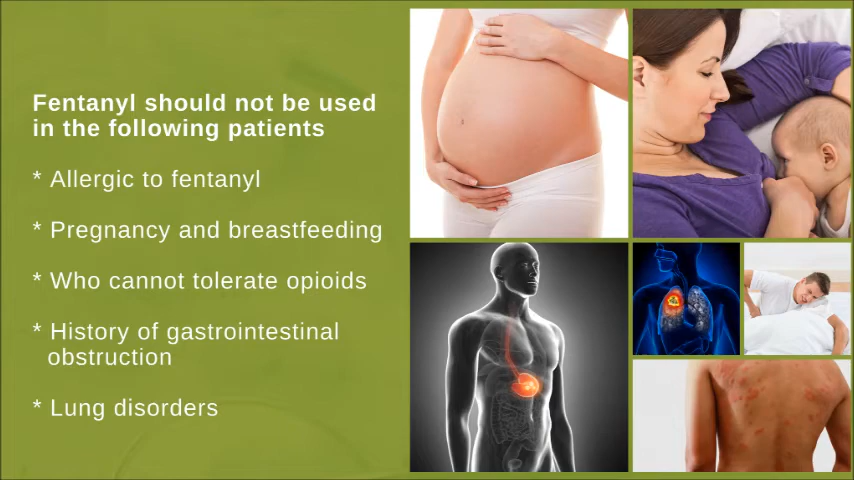 Fentanyl should not be used
in the following patients
* Allergic to fentanyl
* Pregnancy and breastfeeding
* Who cannot tolerate opioids
* History of gastrointestinal
obstruction
* Lung disorders